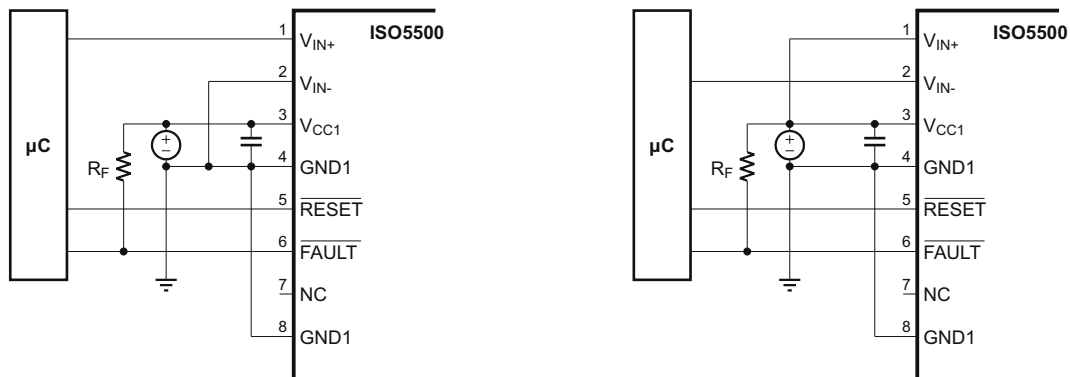 ISO5500
µC
1 V_IN+
2 V_IN-
3 V_CC1
4 GND1
5 RESET
6 FAULT
7 NC
8 GND1
R_F
+
−
ISO5500
µC
1 V_IN+
2 V_IN-
3 V_CC1
4 GND1
5 RESET
6 FAULT
7 NC
8 GND1
R_F
+
−